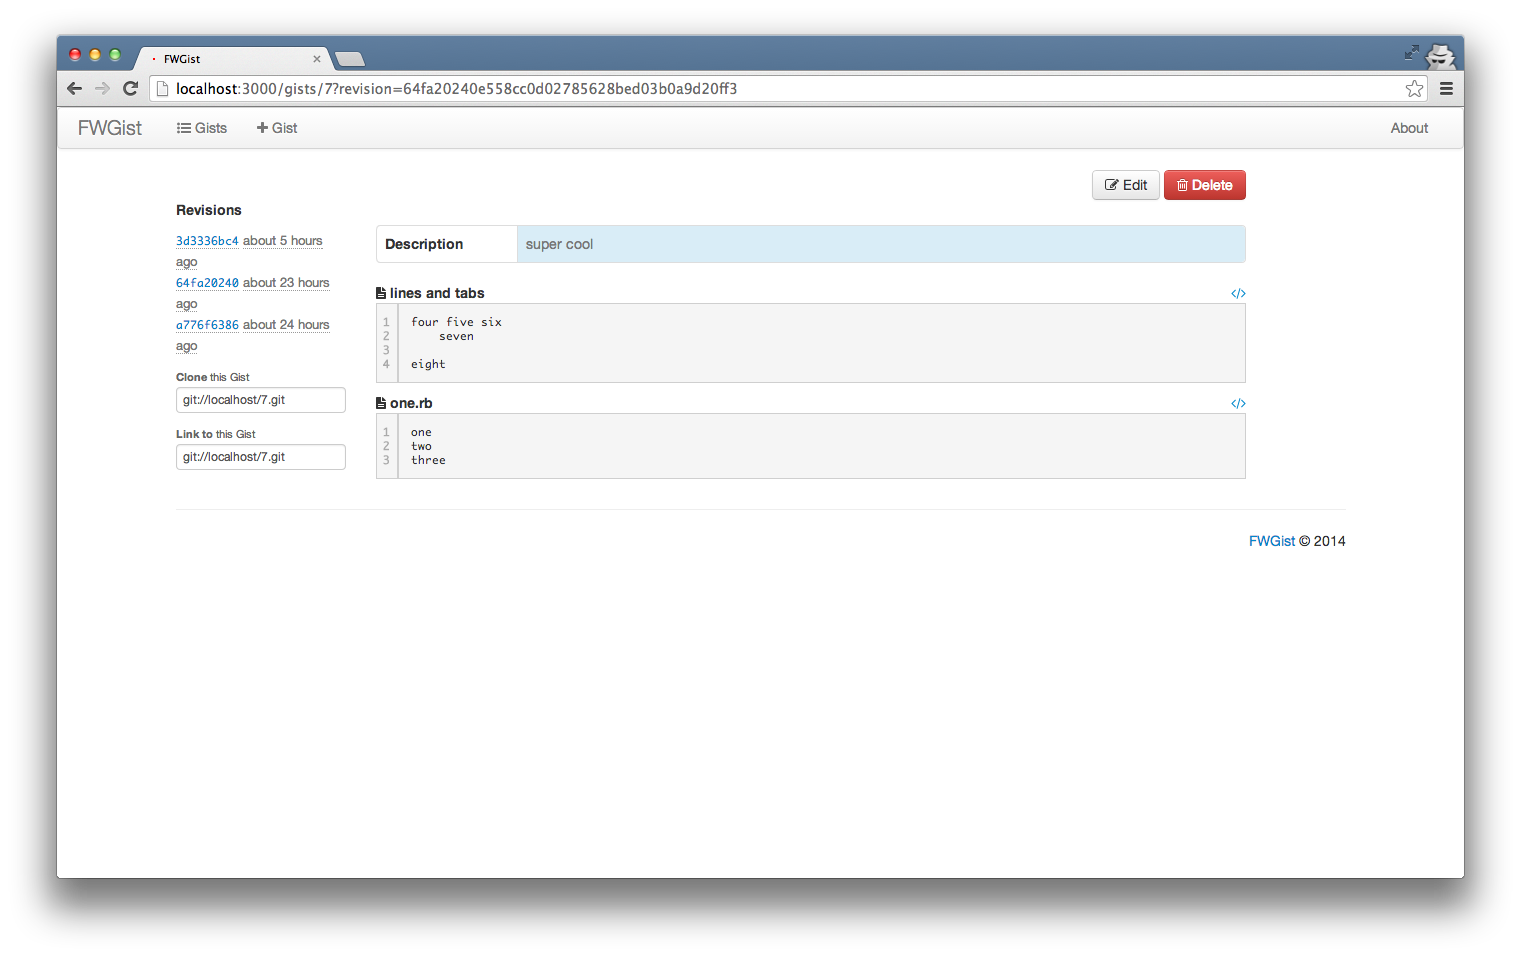 FWGist
localhost:3000/gists/7?revision=64fa20240e558cc0d02785628bed03b0a9d20ff3
FWGist Gists Gist About
Edit Delete
Revisions
3d3336bc4 about 5 hours
ago
64fa20240 about 23 hours
ago
a776f6386 about 24 hours
ago
Clone this Gist
git://localhost/7.git
Link to this Gist
git://localhost/7.git
Description super cool
lines and tabs </>
1 four five six
2 seven
3
4 eight
one.rb </>
1 one
2 two
3 three
FWGist © 2014